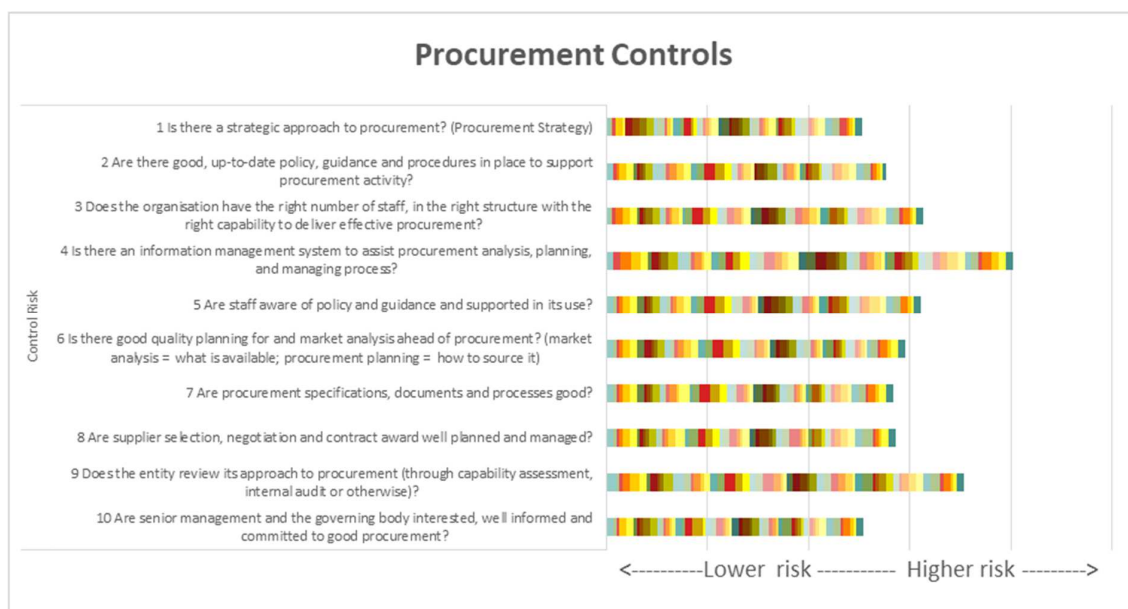 Procurement Controls
1 Is there a strategic approach to procurement? (Procurement Strategy)
2 Are there good, up-to-date policy, guidance and procedures in place to support
procurement activity?
3 Does the organisation have the right number of staff, in the right structure with the
right capability to deliver effective procurement?
4 Is there an information management system to assist procurement analysis, planning,
and managing process?
5 Are staff aware of policy and guidance and supported in its use?
6 Is there good quality planning for and market analysis ahead of procurement? (market
analysis = what is available; procurement planning = how to source it)
7 Are procurement specifications, documents and processes good?
8 Are supplier selection, negotiation and contract award well planned and managed?
9 Does the entity review its approach to procurement (through capability assessment,
internal audit or otherwise)?
10 Are senior management and the governing body interested, well informed and
committed to good procurement?
Control Risk
<----------Lower risk ----------- Higher risk ----------->